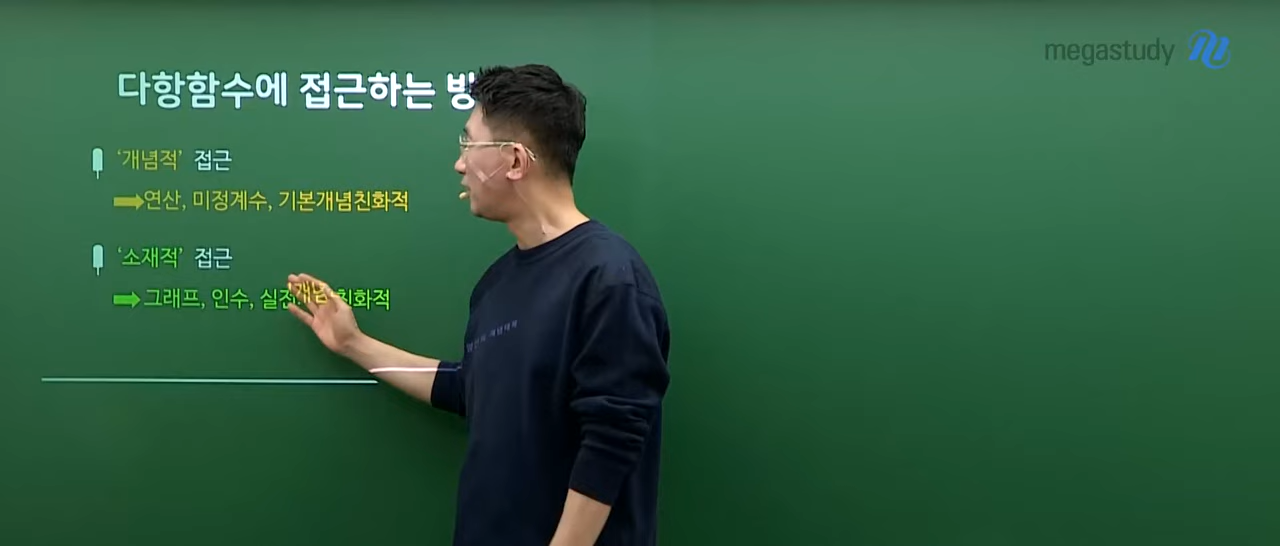 megastudy
다항함수에 접근하는
‘개념적’ 접근
연산, 미정계수, 기본개념친화적
‘소재적’ 접근
그래프, 인수, 실전개념친화적